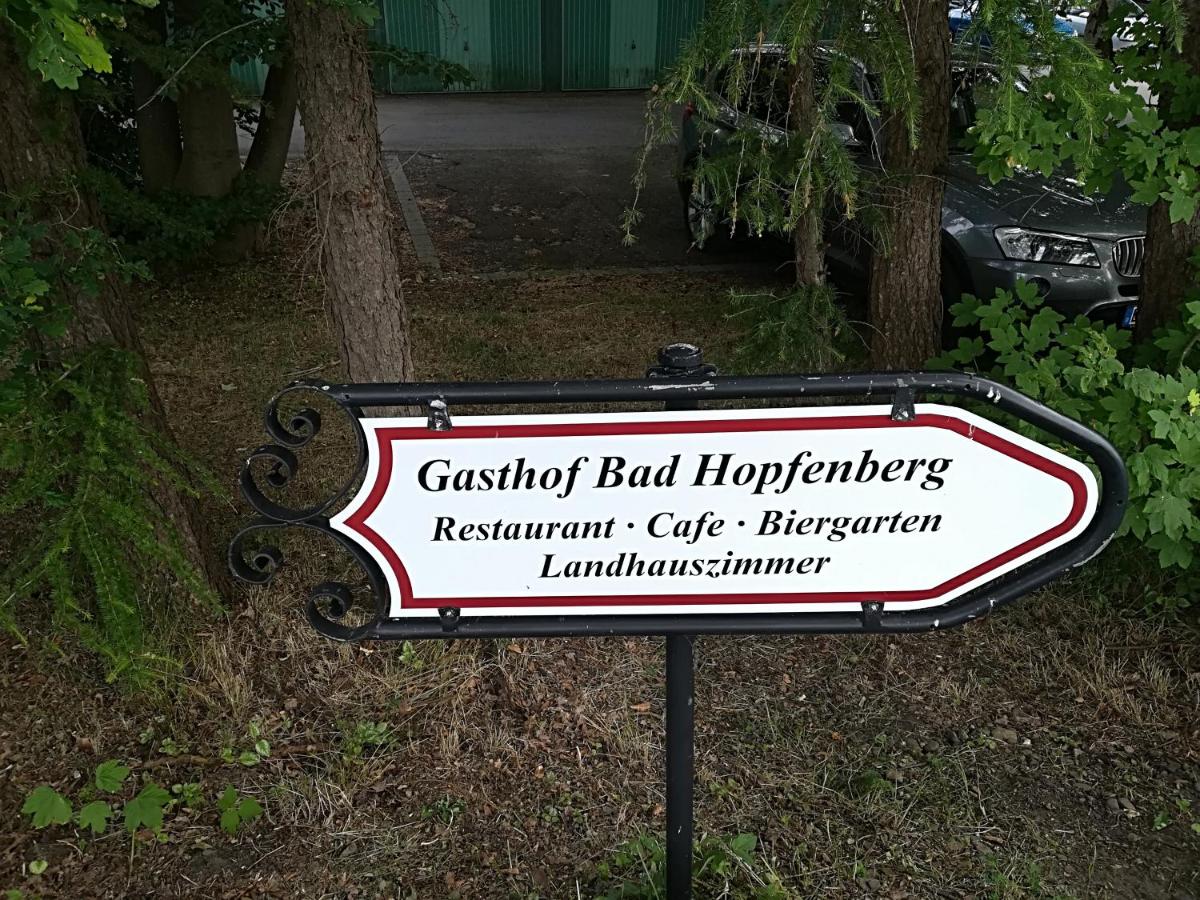 Gasthof Bad Hopfenberg
Restaurant · Cafe · Biergarten
Landhauszimmer